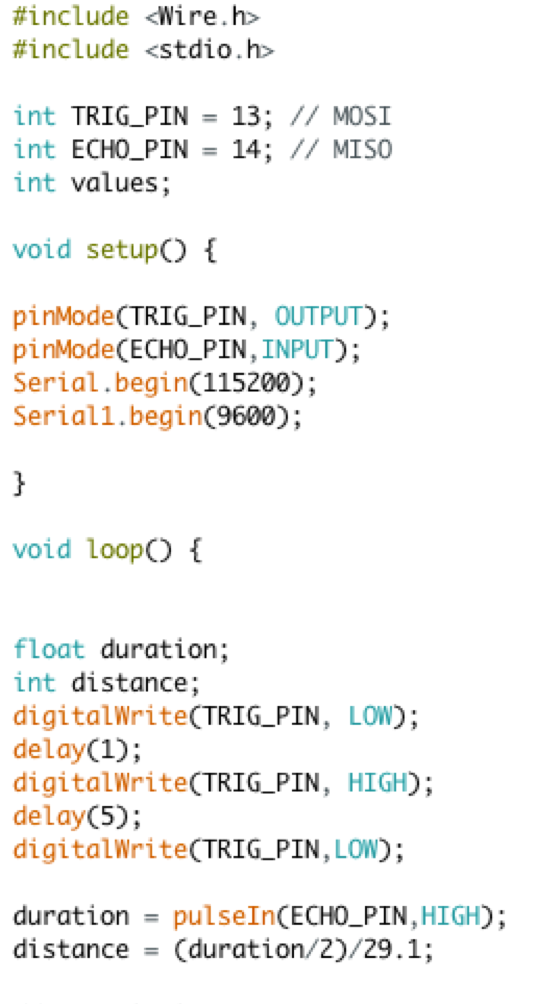 #include <Wire.h>
#include <stdio.h>
int TRIG_PIN = 13; // MOSI
int ECHO_PIN = 14; // MISO
int values;
void setup() {
pinMode(TRIG_PIN, OUTPUT);
pinMode(ECHO_PIN,INPUT);
Serial.begin(115200);
Serial1.begin(9600);
}
void loop() {
float duration;
int distance;
digitalWrite(TRIG_PIN, LOW);
delay(1);
digitalWrite(TRIG_PIN, HIGH);
delay(5);
digitalWrite(TRIG_PIN,LOW);
duration = pulseIn(ECHO_PIN,HIGH);
distance = (duration/2)/29.1;